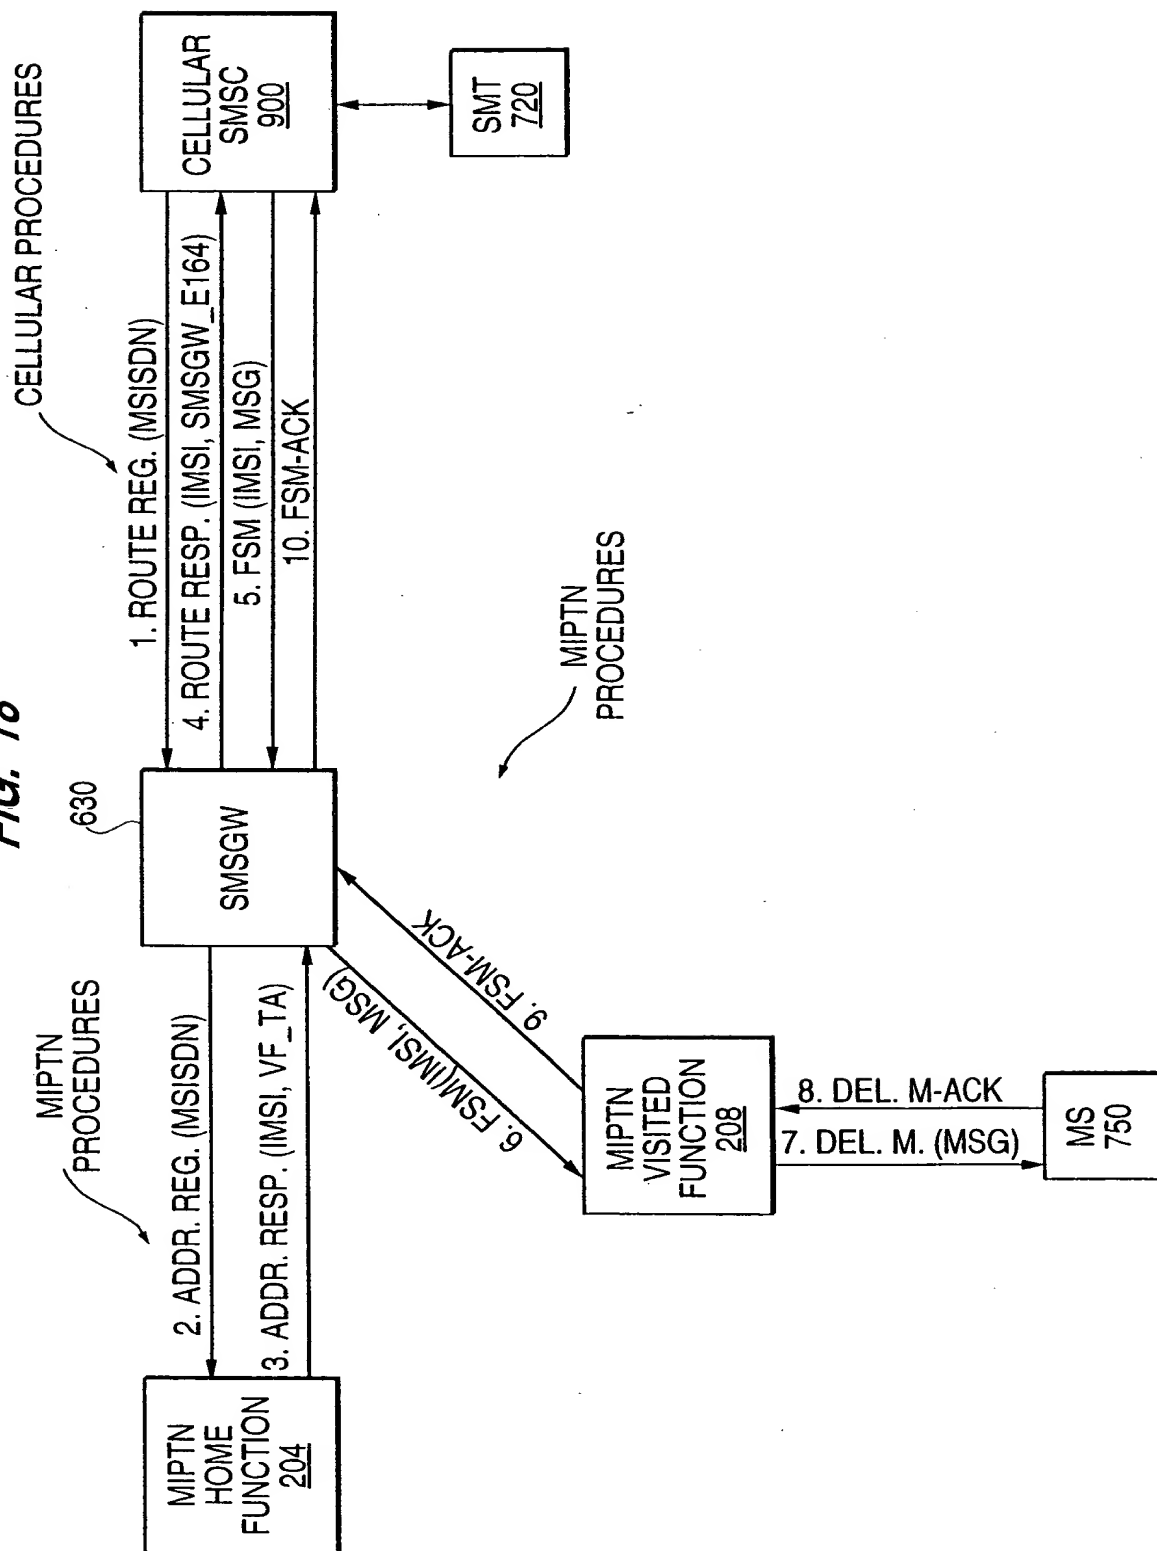 FIG.
CELLULAR PROCEDURES
MIPTN
PROCEDURES
630
MIPTN
HOME
FUNCTION
204
2. ADDR. REG. (MSISDN)
3. ADDR. RESP. (IMSI, VF_TA)
SMSGW
1. ROUTE REG. (MSISDN)
4. ROUTE RESP. (IMSI, SMSGW_E164)
5. FSM (IMSI, MSG)
10. FSM-ACK
CELLULAR
SMSC
900
6. FSM(IMSI, MSG)
9. FSM-ACK
SMT
720
MIPTN
PROCEDURES
MIPTN
VISITED
FUNCTION
208
8. DEL. M-ACK
7. DEL. M. (MSG)
MS
750